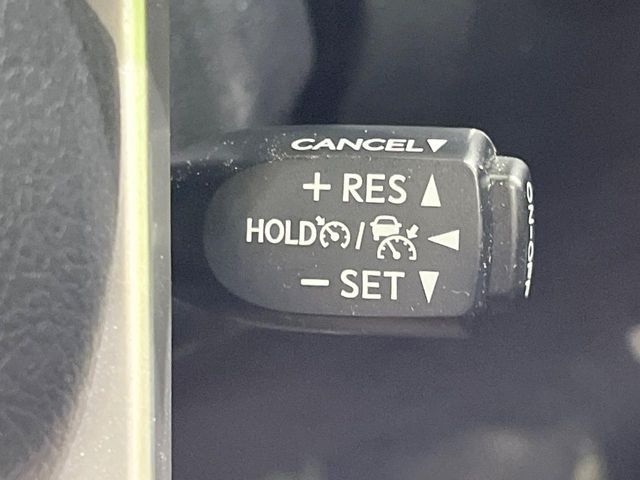 CANCEL
+ RES
HOLD /
- SET
ON-OFF